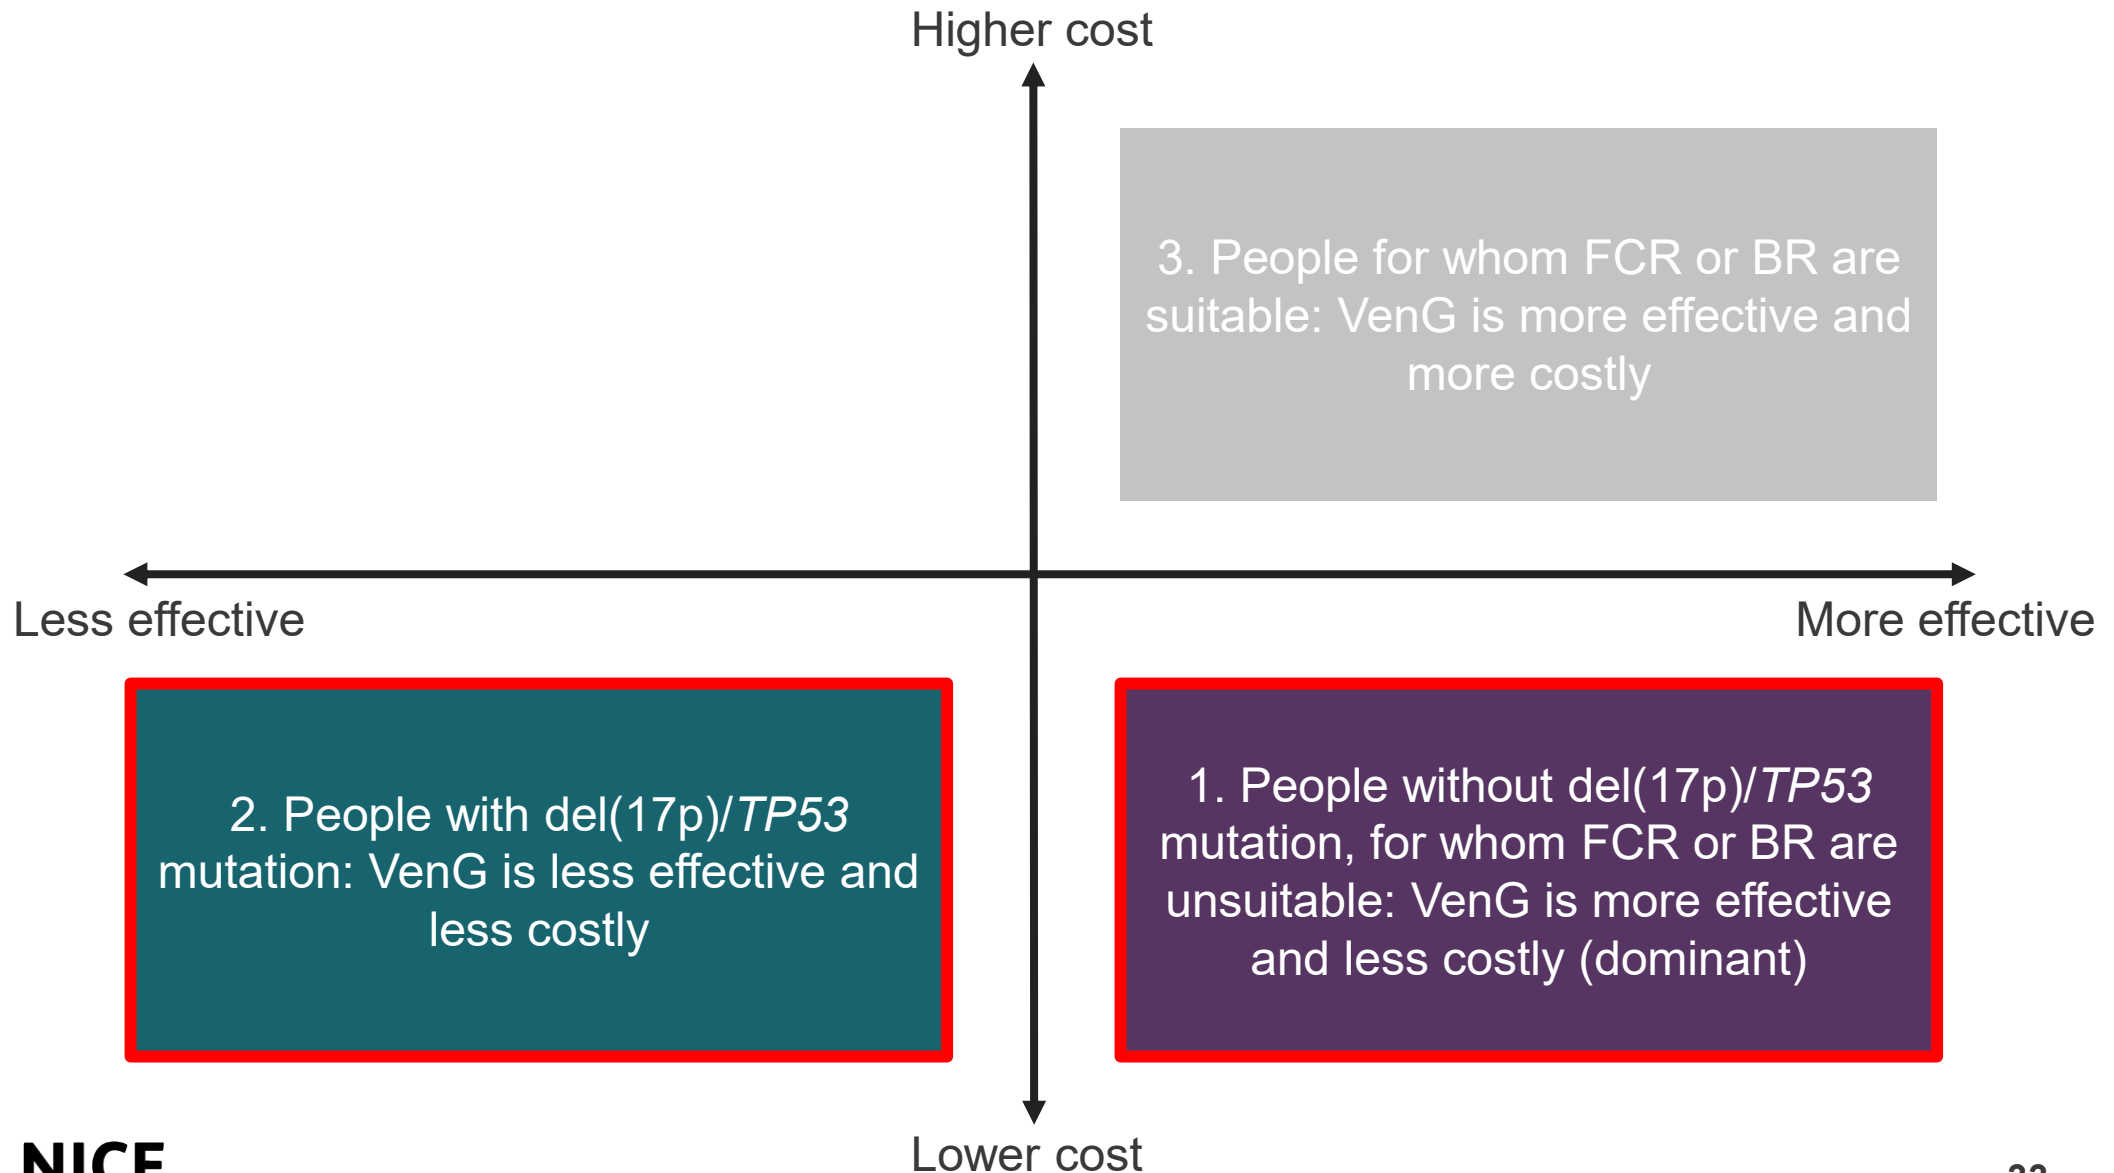 Higher cost
3. People for whom FCR or BR are
suitable: VenG is more effective and
more costly
Less effective
More effective
2. People with del(17p)/TP53
mutation: VenG is less effective and
less costly
1. People without del(17p)/TP53
mutation, for whom FCR or BR are
unsuitable: VenG is more effective
and less costly (dominant)
Lower cost
NICE